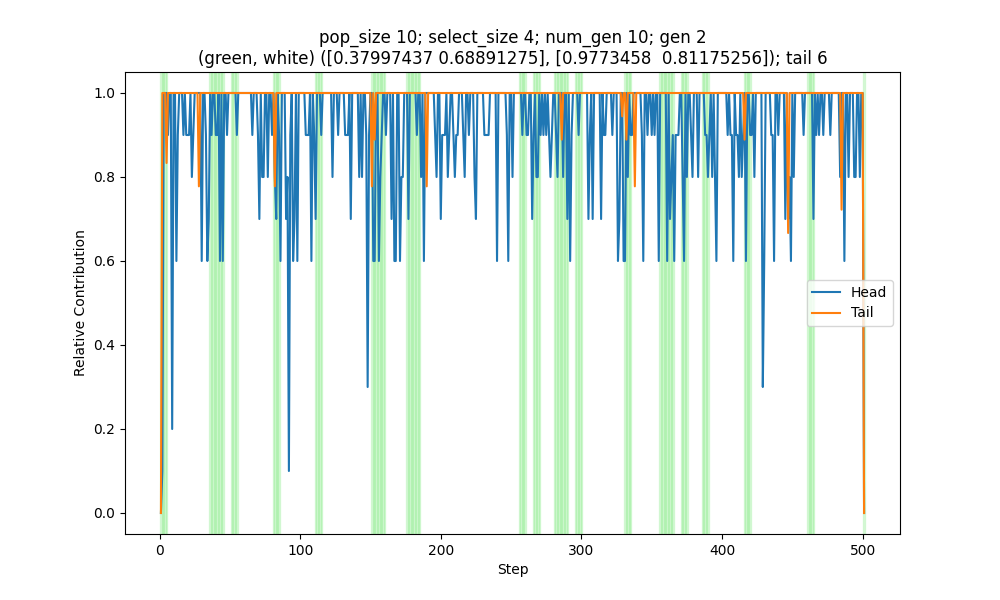 pop_size 10; select_size 4; num_gen 10; gen 2
(green, white) ([0.37997437 0.68891275], [0.9773458  0.81175256]); tail 6
Relative Contribution
1.0
0.8
0.6
0.4
0.2
0.0
Head
Tail
0
100
200
300
400
500
Step